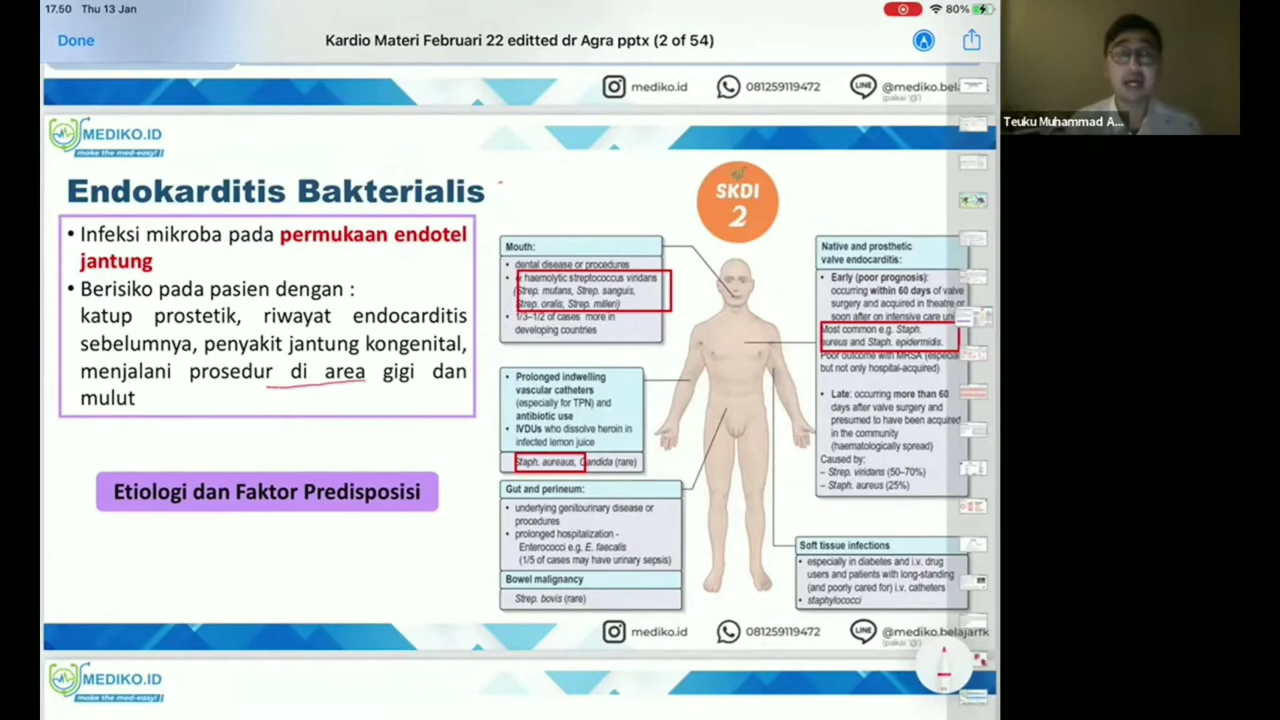 17.50 Thu 13 Jan
80%
Done
Kardio Materi Februari 22 editted dr Agra pptx (2 of 54)
mediko.id
081259119472
@mediko.belajartk
(pakai '@')
Teuku Muhammad A...
MEDIKO.ID
make the med-easy!
Endokarditis Bakterialis
SKDI
2
• Infeksi mikroba pada permukaan endotel
jantung
• Berisiko pada pasien dengan :
katup prostetik, riwayat endocarditis
sebelumnya, penyakit jantung kongenital,
menjalani prosedur di area gigi dan
mulut
Etiologi dan Faktor Predisposisi
Mouth:
• dental disease or procedures
haemolytic streptococcus viridans
(Strep. mutans, Strep. sanguis,
Strep. oralis, Strep. milleri)
• 1/3–1/2 of cases more in
developing countries
• Prolonged indwelling
vascular catheters
(especially for TPN) and
antibiotic use
• IVDUs who dissolve heroin in
infected lemon juice
Staph. aureaus, Candida (rare)
Gut and perineum:
• underlying genitourinary disease or
procedures
• prolonged hospitalization -
Enterococci e.g. E. faecalis
(1/5 of cases may have urinary sepsis)
Bowel malignancy
Strep. bovis (rare)
Native and prosthetic
valve endocarditis:
• Early (poor prognosis):
occurring within 60 days of valve
surgery and acquired in theatre or
soon after on intensive care
Most common e.g. Staph.
aureus and Staph. epidermidis.
Poor outcome with MRSA
but not only hospital-acquired)
• Late: occurring more than 60
days after valve surgery and
presumed to have been acquired
in the community
(haematologically spread)
Caused by:
– Strep. viridans (50–70%)
– Staph. aureus (25%)
Soft tissue infections
• especially in diabetes and i.v. drug
users and patients with long-standing
(and poorly cared for) i.v. catheters
• staphylococci
mediko.id
081259119472
@mediko.belajartk
(pakai '@')
MEDIKO.ID
make the med-easy!